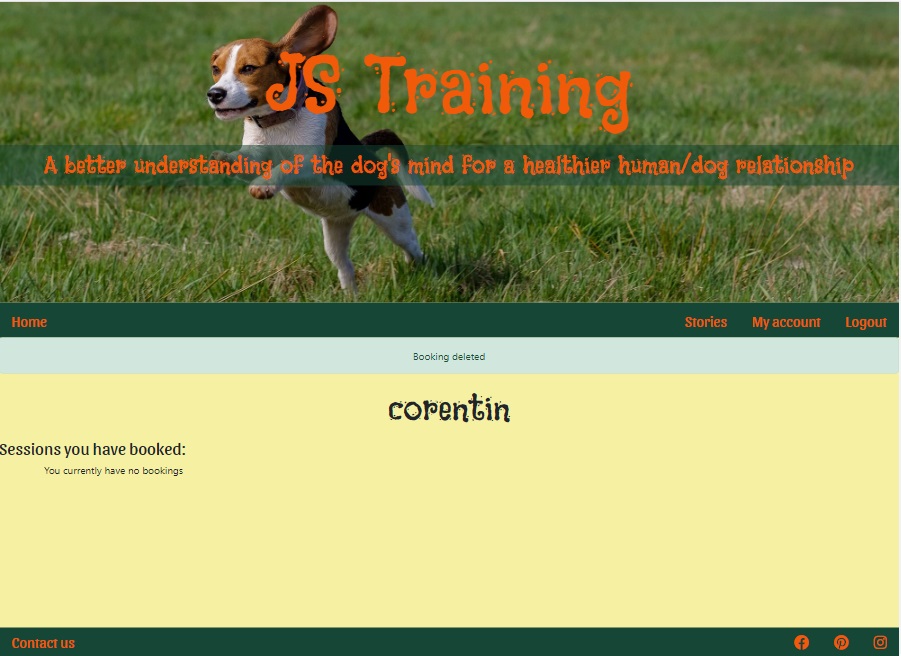 JS Training
A better understanding of the dog's mind for a healthier human/dog relationship
Home Stories My account Logout
Booking deleted
corentin
Sessions you have booked:
You currently have no bookings
Contact us